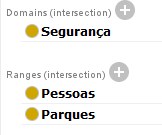 Domains (intersection)
Segurança
Ranges (intersection)
Pessoas
Parques